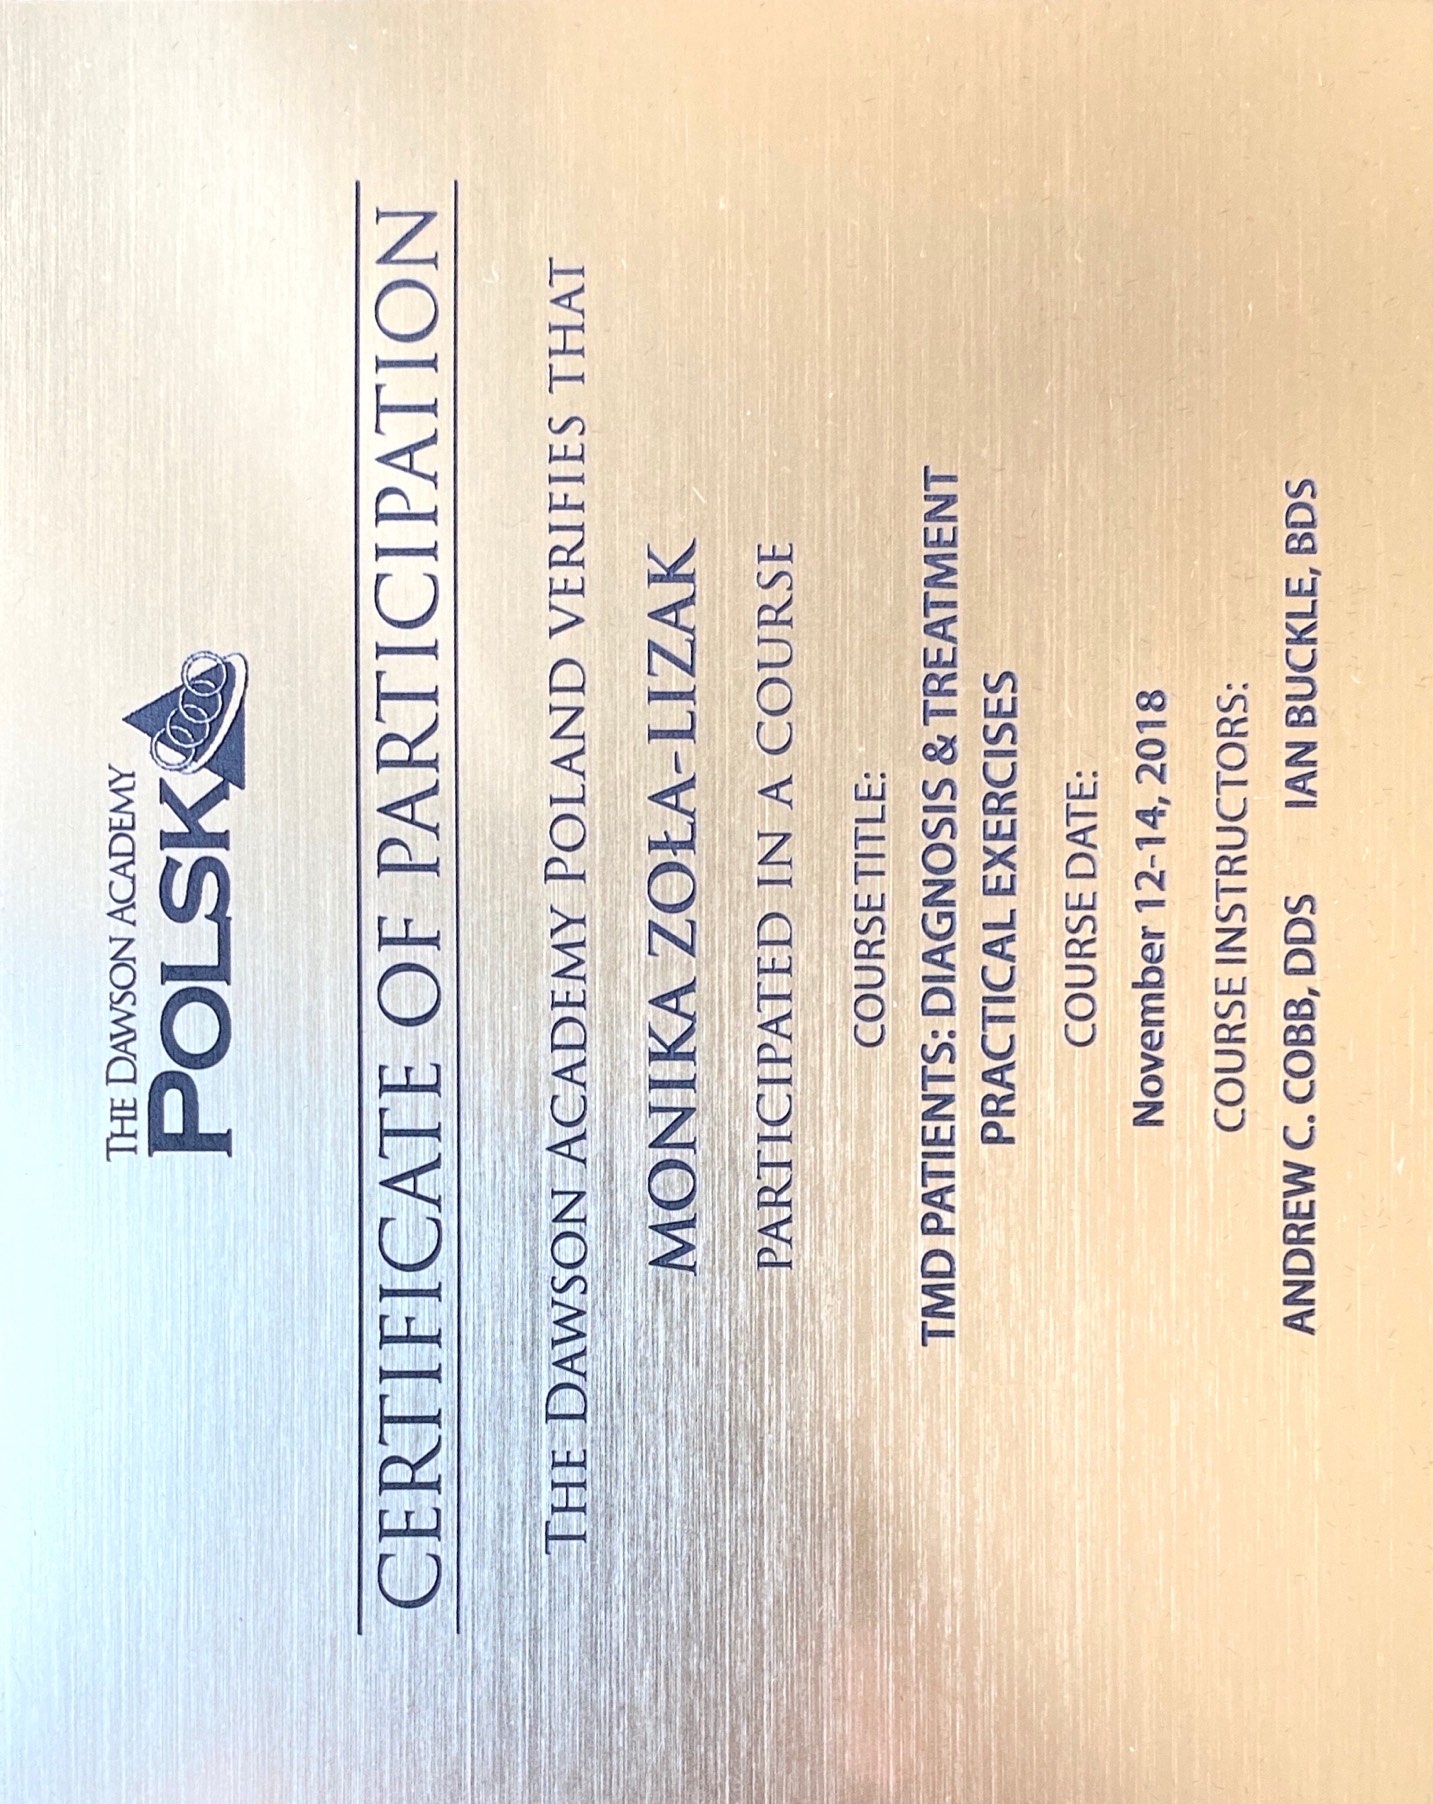 THE DAWSON ACADEMY
POLSKA
CERTIFICATE OF PARTICIPATION
THE DAWSON ACADEMY POLAND VERIFIES THAT
MONIKA ZOŁA-LIZAK
PARTICIPATED IN A COURSE
COURSE TITLE:
TMD PATIENTS: DIAGNOSIS & TREATMENT
PRACTICAL EXERCISES
COURSE DATE:
November 12-14, 2018
COURSE INSTRUCTORS:
ANDREW C. COBB, DDS IAN BUCKLE, BDS